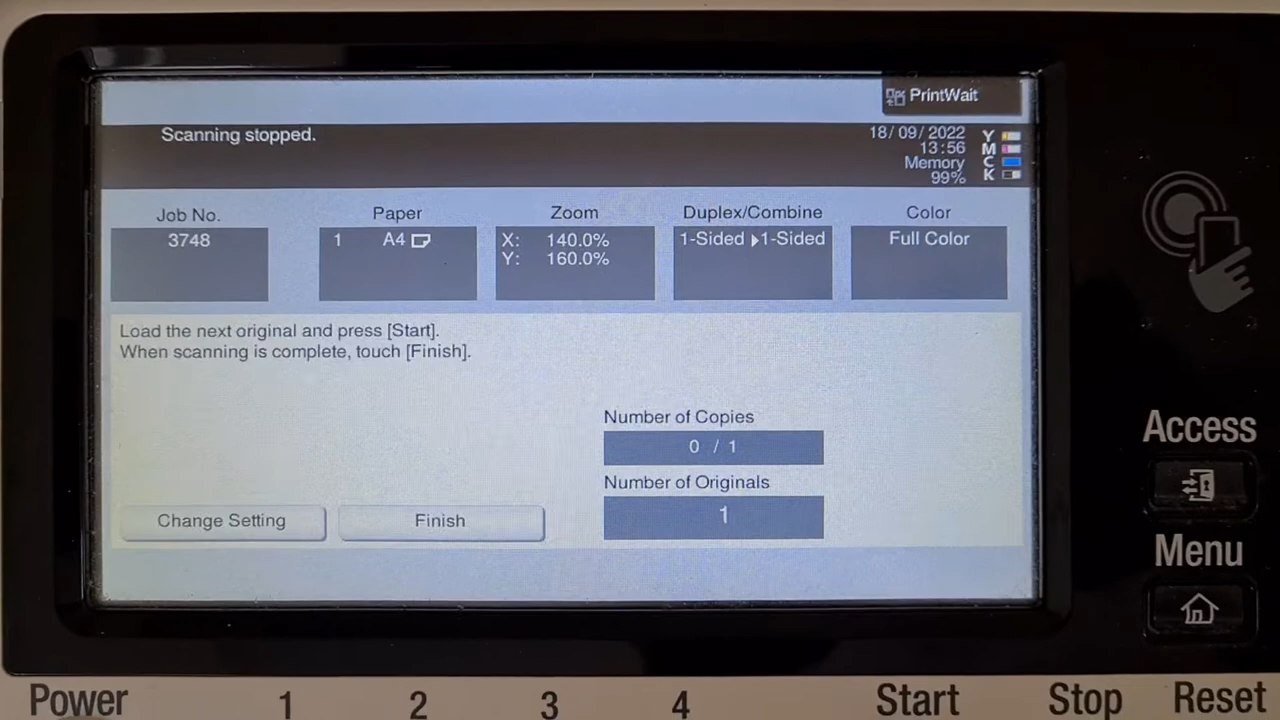 PrintWait
Scanning stopped.
18/09/2022
13:56
Memory
99%
Y
M
C
K
Job No.
3748
Paper
1 A4
Zoom
X: 140.0%
Y: 160.0%
Duplex/Combine
1-Sided ▶1-Sided
Color
Full Color
Load the next original and press [Start].
When scanning is complete, touch [Finish].
Number of Copies
0 / 1
Number of Originals
1
Change Setting
Finish
Access
Menu
Power
1
2
3
4
Start
Stop
Reset